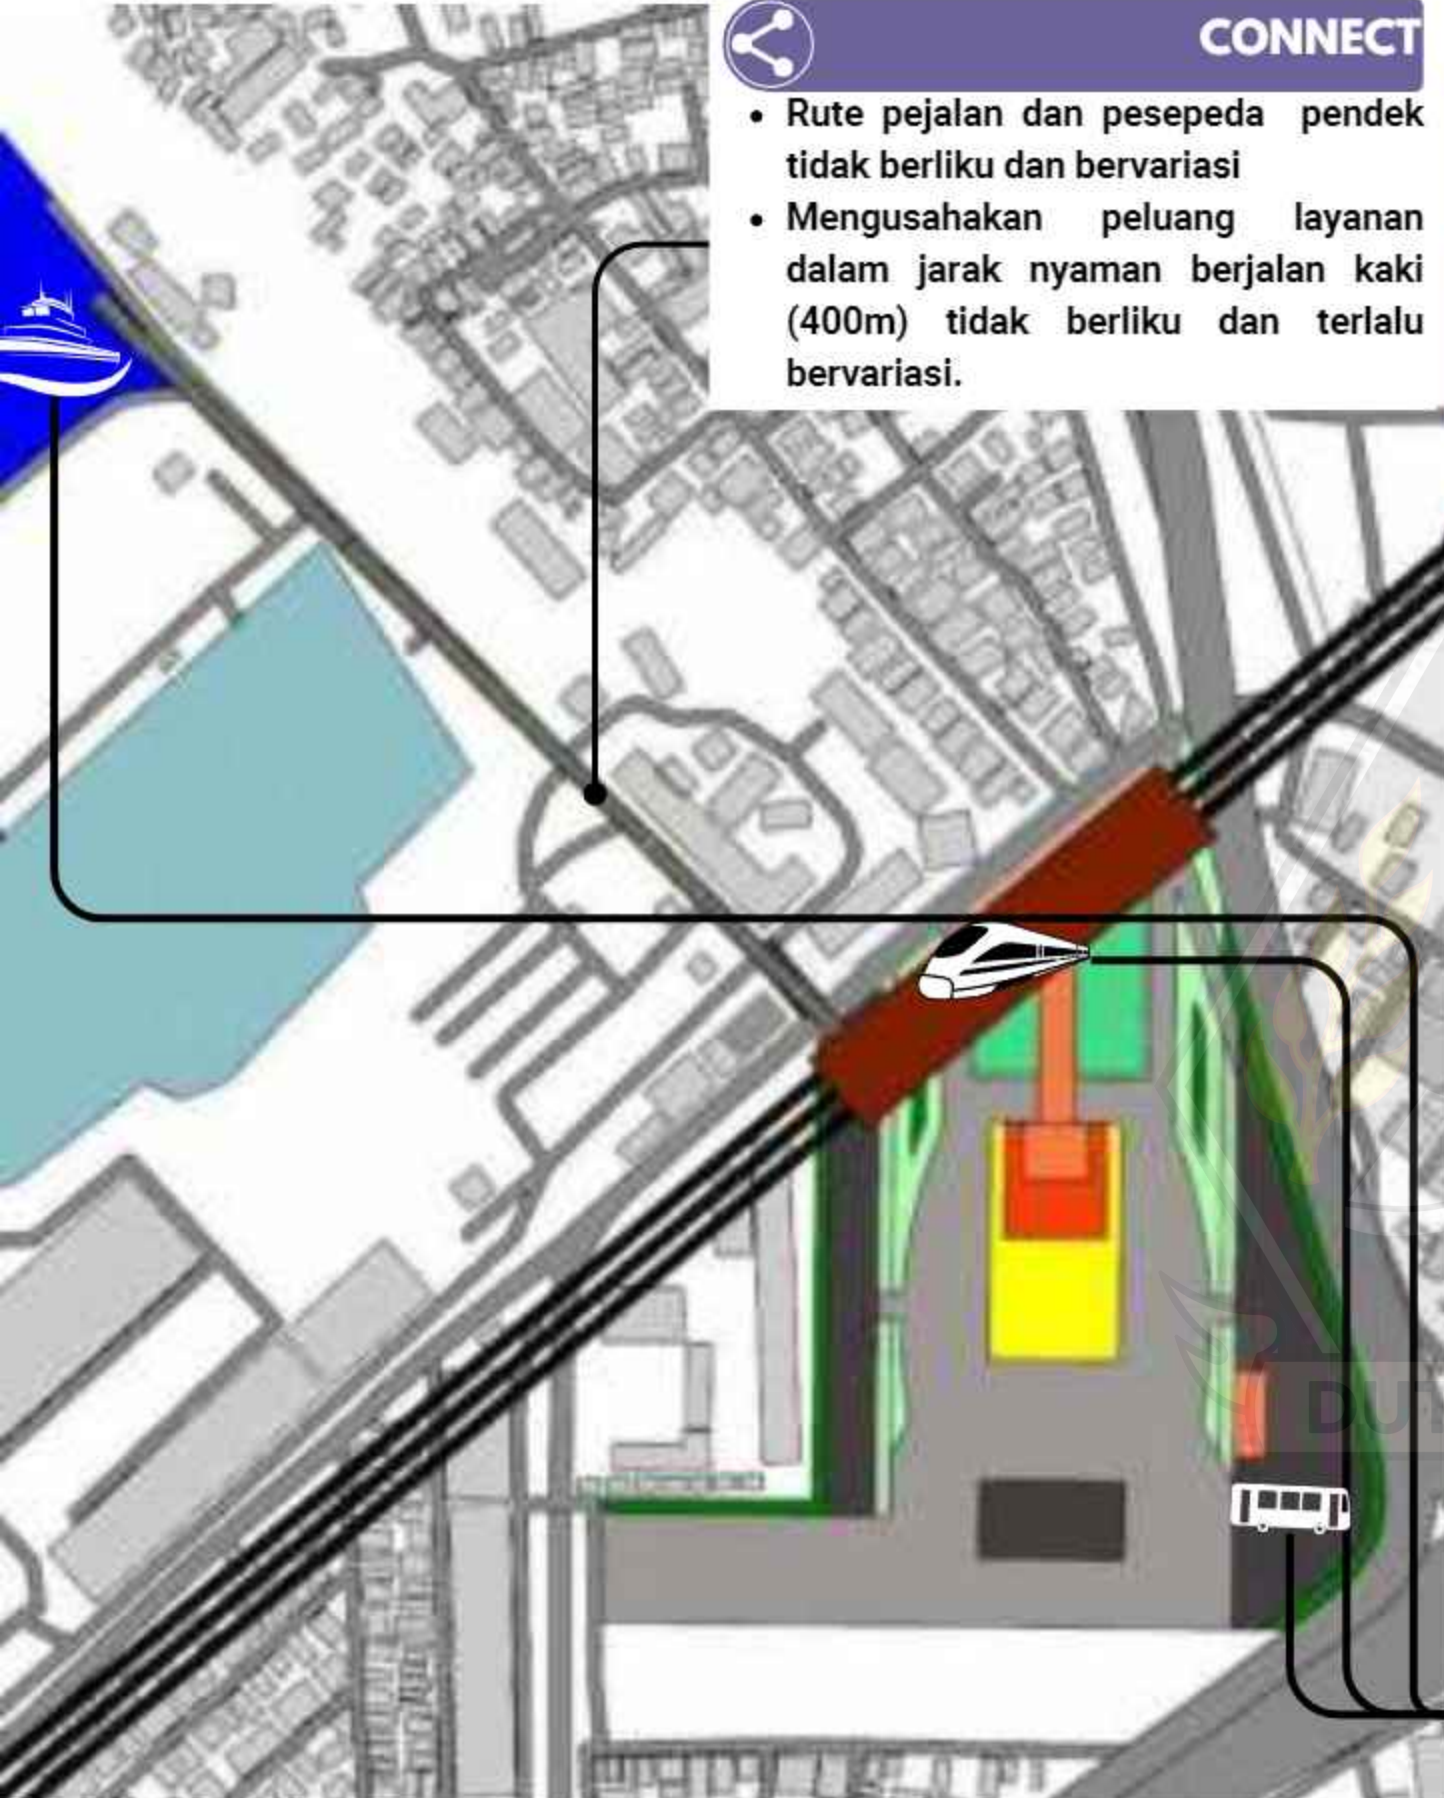 CONNECT
• Rute pejalan dan pesepeda pendek
tidak berliku dan bervariasi
• Mengusahakan peluang layanan
dalam jarak nyaman berjalan kaki
(400m) tidak berliku dan terlalu
bervariasi.
DUT